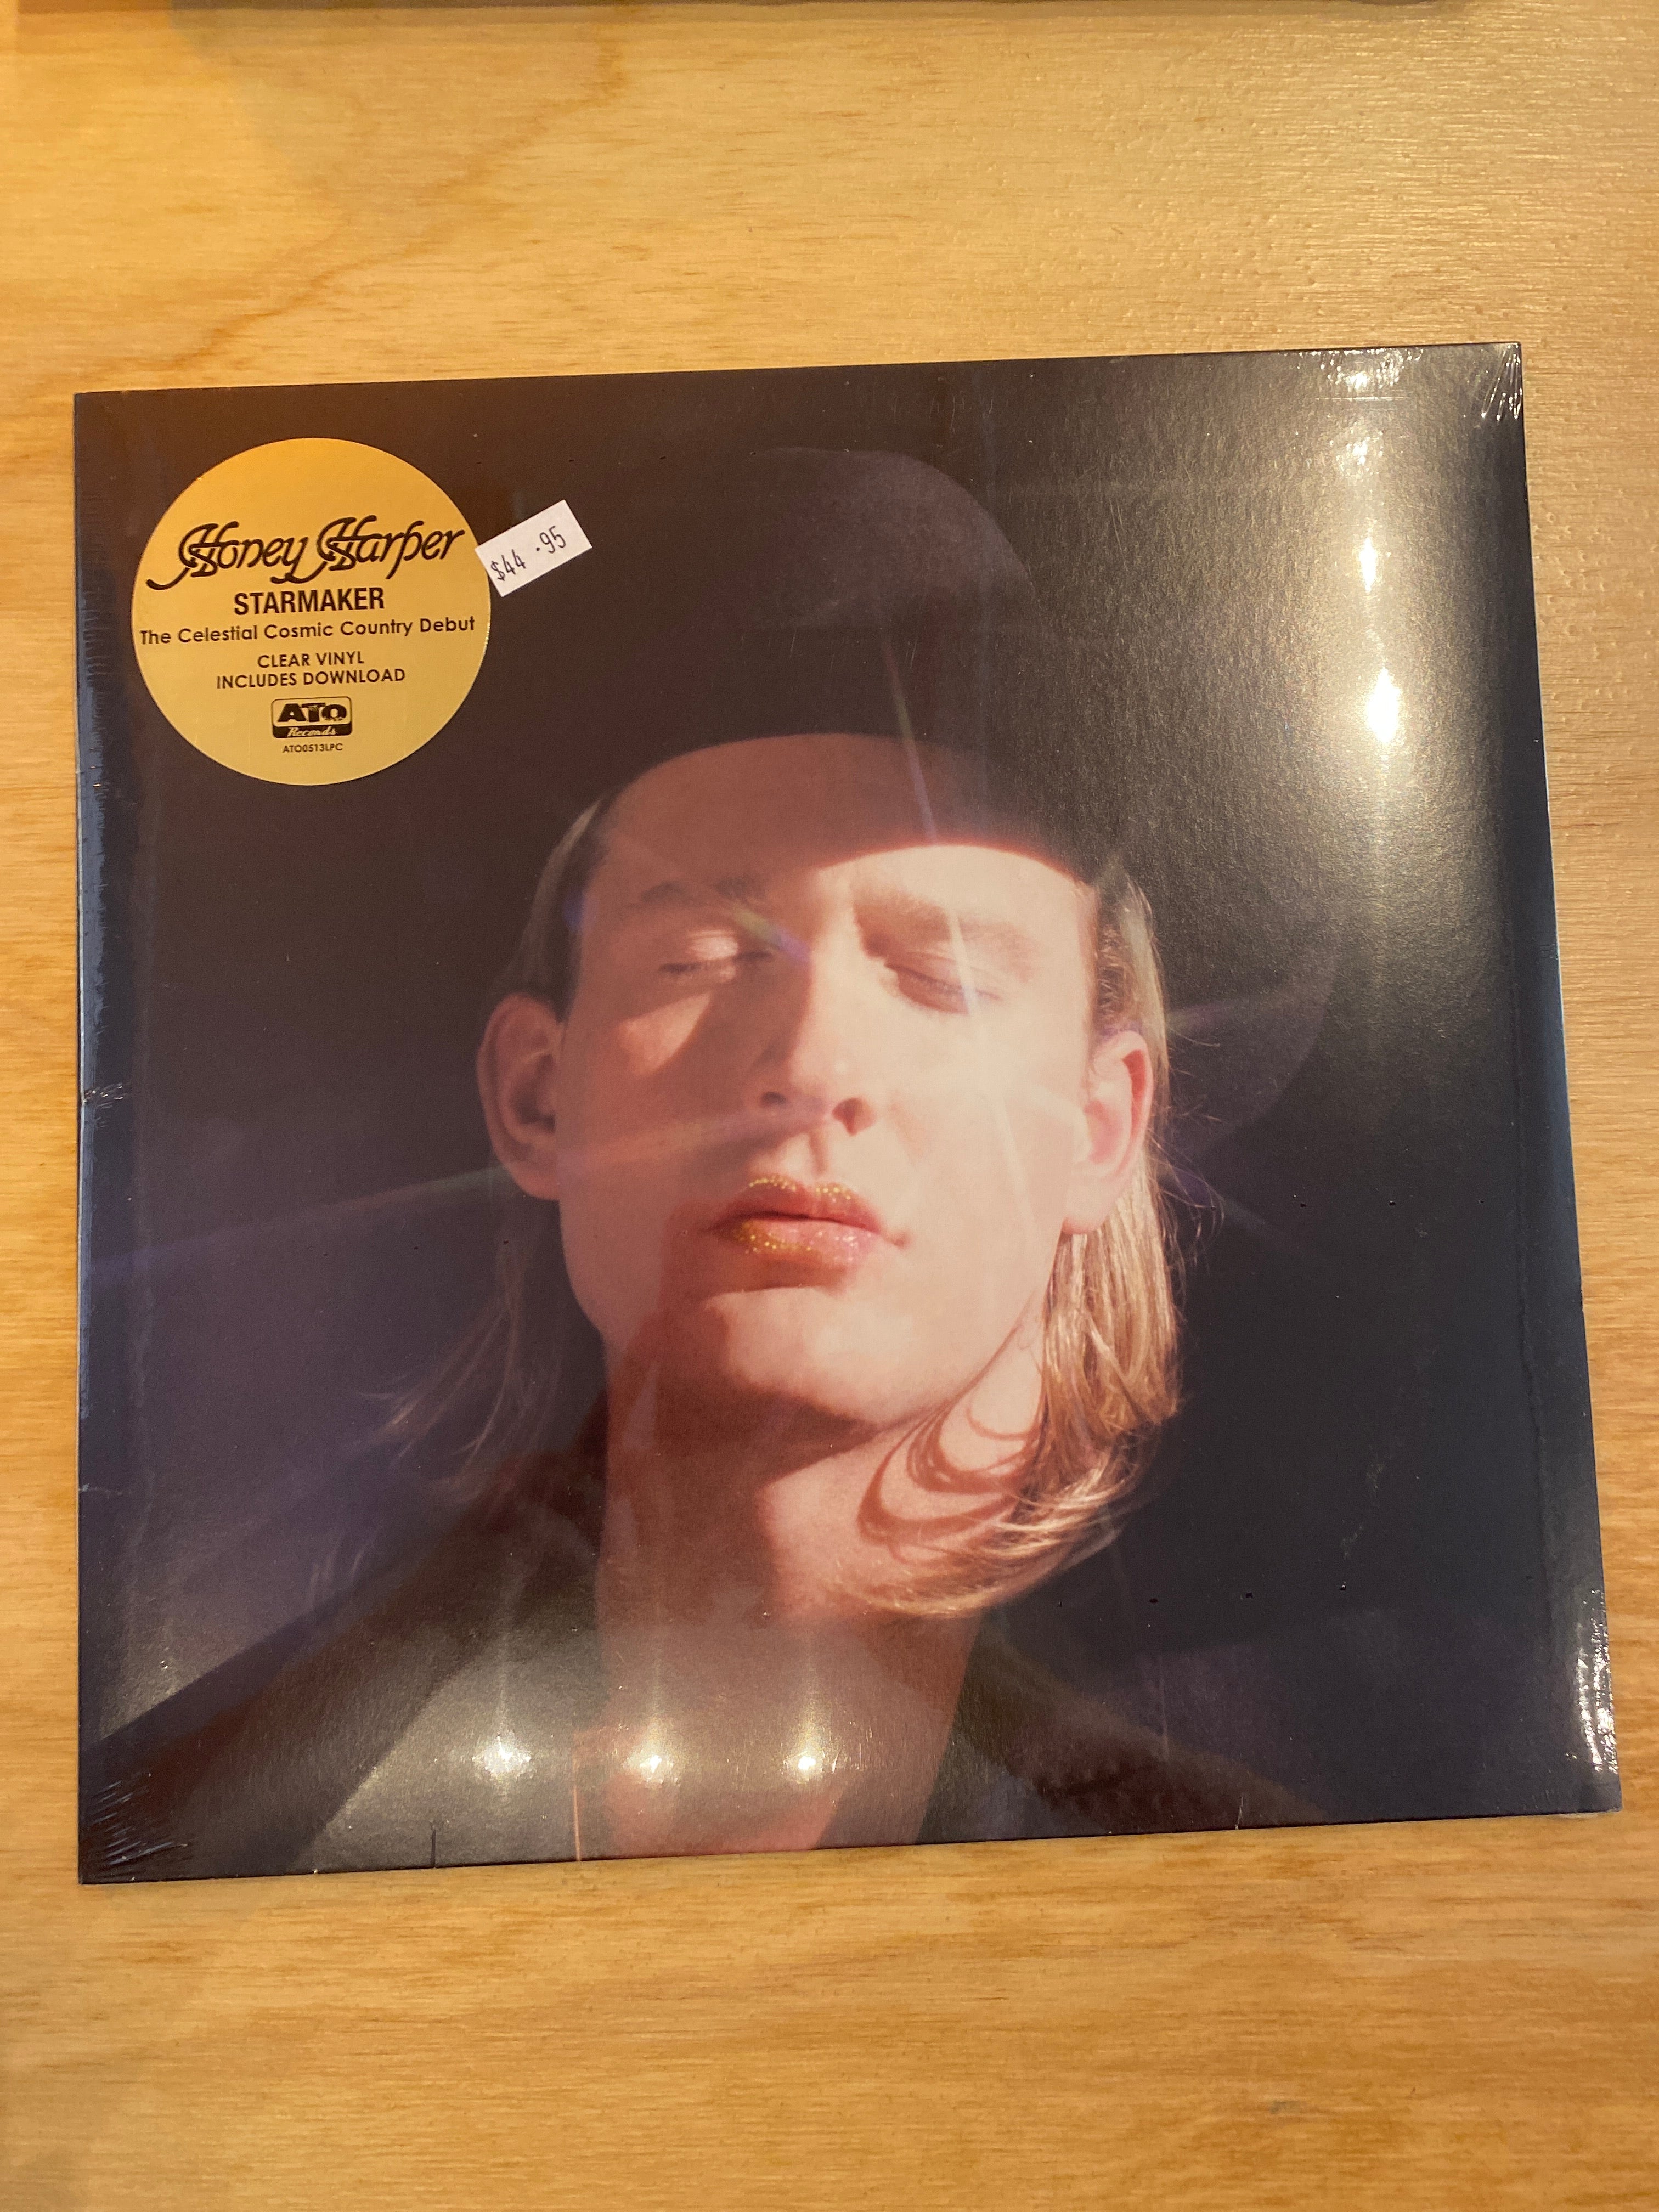 Honey Harper
$44.95
STARMAKER
The Celestial Cosmic Country Debut
CLEAR VINYL
INCLUDES DOWNLOAD
ATO
Records
ATO0513LPC